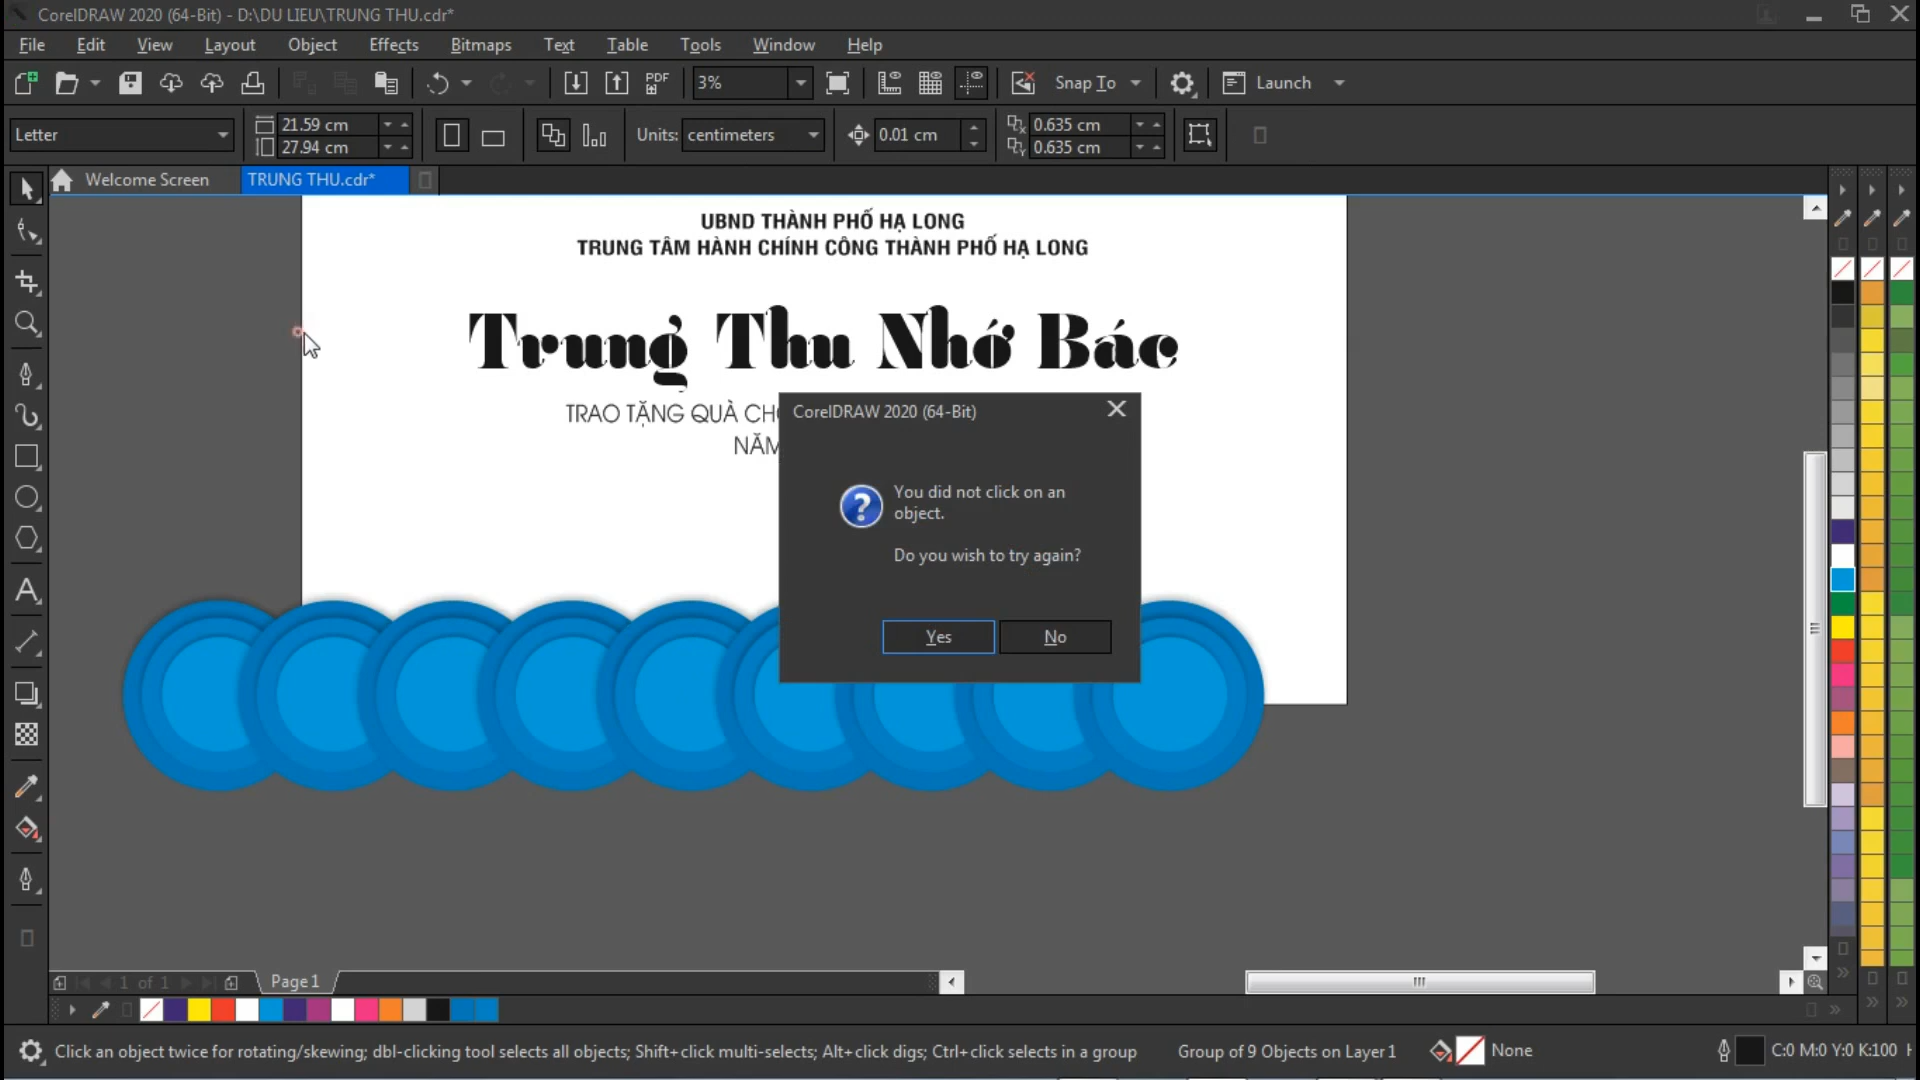 CorelDRAW 2020 (64-Bit) - D:\DU LIEU\TRUNG THU.cdr*
File Edit View Layout Object Effects Bitmaps Text Table Tools Window Help
PDF 3% Snap To Launch
Letter 21.59 cm 27.94 cm Units: centimeters 0.01 cm 0.635 cm 0.635 cm
Welcome Screen TRUNG THU.cdr*
UBND THÀNH PHỐ HẠ LONG
TRUNG TÂM HÀNH CHÍNH CÔNG THÀNH PHỐ HẠ LONG
Trung Thu Nhớ Bác
TRAO TẶNG QUÀ CH
NĂM
CorelDRAW 2020 (64-Bit)
You did not click on an
object.
Do you wish to try again?
Yes No
1 of 1 Page 1
Click an object twice for rotating/skewing; dbl-clicking tool selects all objects; Shift+click multi-selects; Alt+click digs; Ctrl+click selects in a group Group of 9 Objects on Layer 1 None C:0 M:0 Y:0 K:100